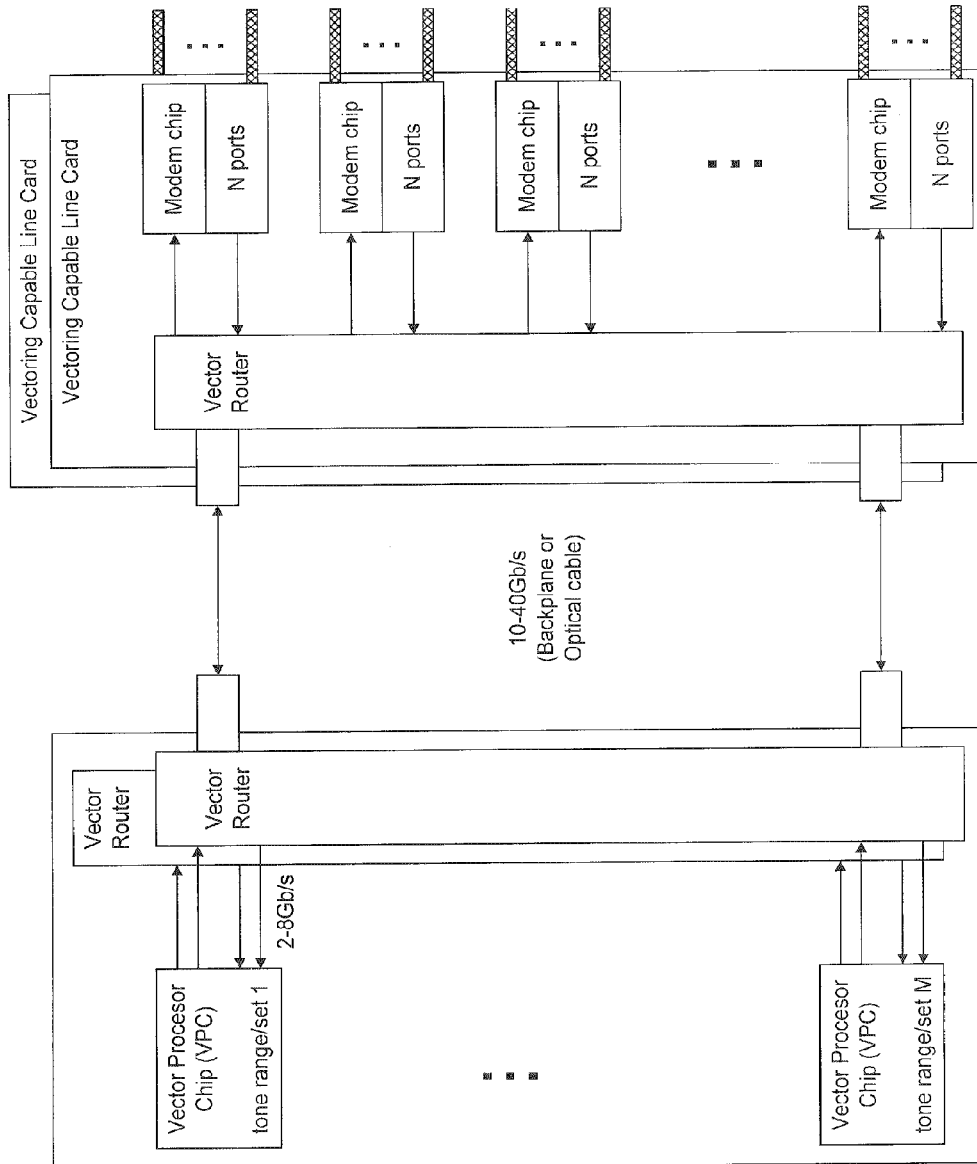 Vector Procesor
Chip (VPC)
tone range/set 1
Vector Procesor
Chip (VPC)
tone range/set M
2-8Gb/s
Vector
Router
Vector
Router
10-40Gb/s
(Backplane or
Optical cable)
Vectoring Capable Line Card
Vectoring Capable Line Card
Vector
Router
Modem chip
N ports
Modem chip
N ports
Modem chip
N ports
Modem chip
N ports